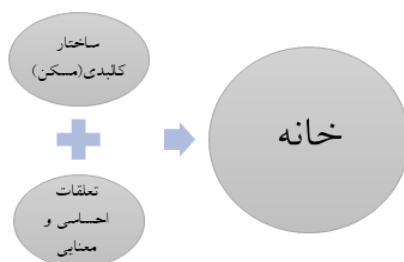 ساختار
کالبدی(مسکن)
تعلقات
احساسی و
معنایی
خانه